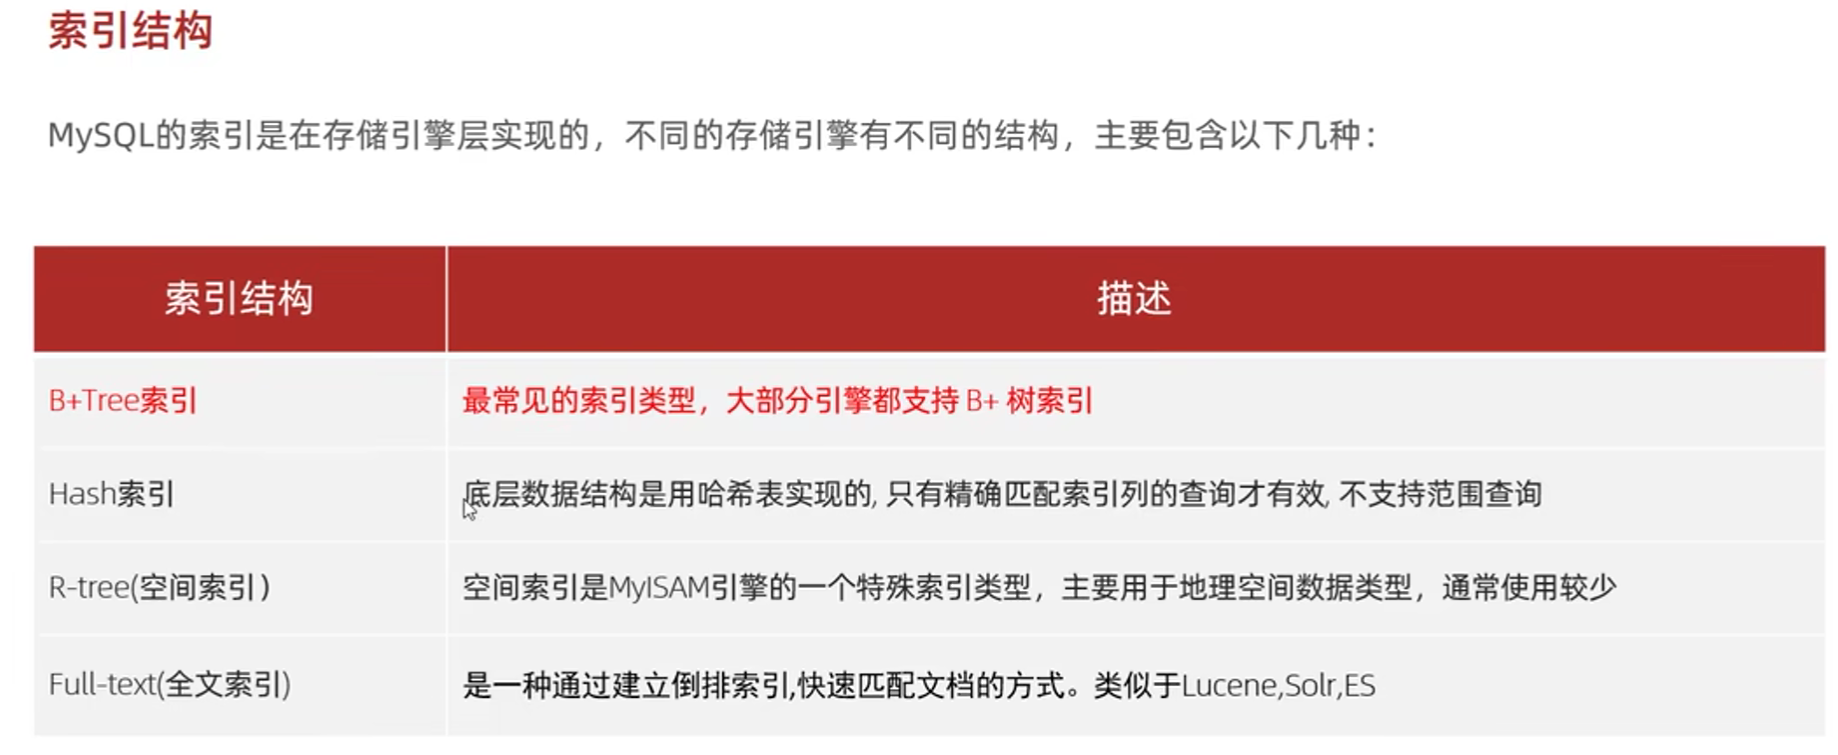 索引结构
MySQL的索引是在存储引擎层实现的，不同的存储引擎有不同的结构，主要包含以下几种：
索引结构 描述
B+Tree索引 最常见的索引类型，大部分引擎都支持 B+ 树索引
Hash索引 底层数据结构是用哈希表实现的, 只有精确匹配索引列的查询才有效, 不支持范围查询
R-tree(空间索引） 空间索引是MyISAM引擎的一个特殊索引类型，主要用于地理空间数据类型，通常使用较少
Full-text(全文索引) 是一种通过建立倒排索引,快速匹配文档的方式。类似于Lucene,Solr,ES